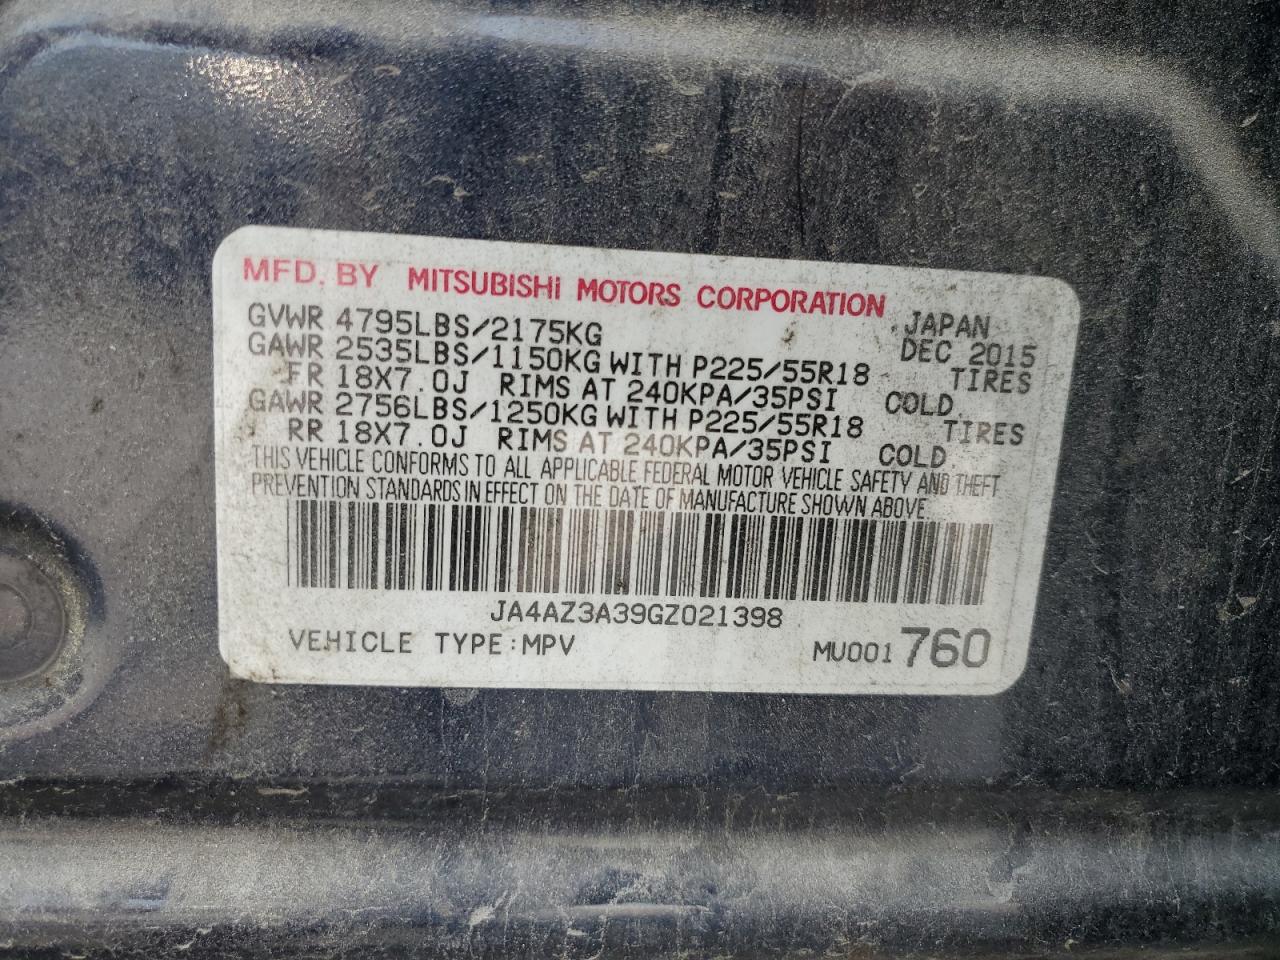 MFD. BY MITSUBISHI MOTORS CORPORATION
GVWR 4795LBS/2175KG JAPAN
GAWR 2535LBS/1150KG WITH P225/55R18 DEC 2015
FR 18X7.0J RIMS AT 240KPA/35PSI TIRES
GAWR 2756LBS/1250KG WITH P225/55R18 COLD.
RR 18X7.0J RIMS AT 240KPA/35PSI TIRES
COLD.
THIS VEHICLE CONFORMS TO ALL APPLICABLE FEDERAL MOTOR VEHICLE SAFETY AND THEFT
PREVENTION STANDARDS IN EFFECT ON THE DATE OF MANUFACTURE SHOWN ABOVE.
JA4AZ3A39GZ021398
VEHICLE TYPE:MPV MU001760